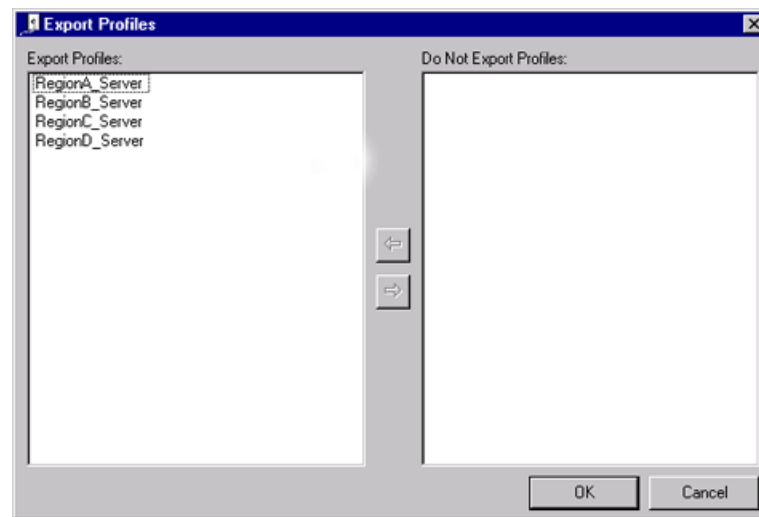 Export Profiles
Export Profiles:
Do Not Export Profiles:
RegionA_Server
RegionB_Server
RegionC_Server
RegionD_Server
OK
Cancel